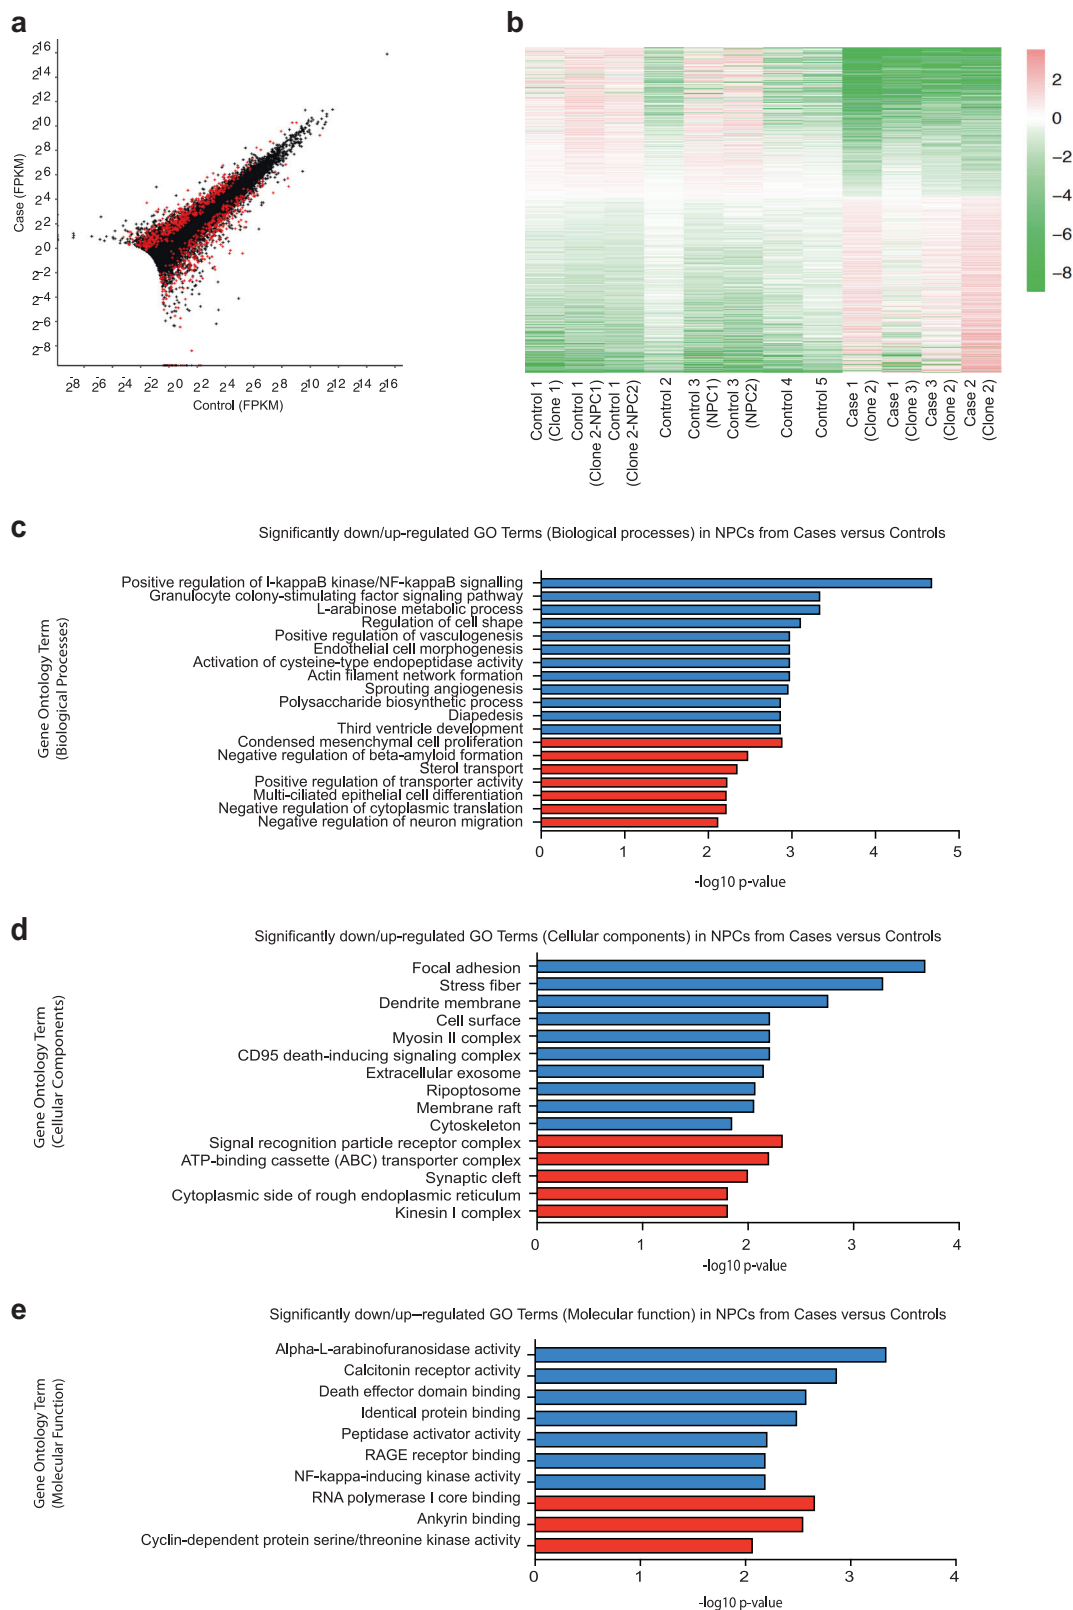 a
2^16
2^14
2^12
2^10
2^8
2^6
2^4
2^2
2^0
2^-2
2^-4
2^-6
2^-8
Case (FPKM)
2^-8 2^-6 2^-4 2^-2 2^0 2^2 2^4 2^6 2^8 2^10 2^12 2^14 2^16
Control (FPKM)
b
2
0
−2
−4
−6
−8
Control 1
(Clone 1)
Control 1
(Clone 2-NPC1)
Control 1
(Clone 2-NPC2)
Control 2
Control 3
(NPC1)
Control 3
(NPC2)
Control 4
Control 5
Case 1
(Clone 2)
Case 1
(Clone 3)
Case 3
(Clone 2)
Case 2
(Clone 2)
c
Significantly down/up-regulated GO Terms (Biological processes) in NPCs from Cases versus Controls
Gene Ontology Term
(Biological Processes)
Positive regulation of I-kappaB kinase/NF-kappaB signalling
Granulocyte colony-stimulating factor signaling pathway
L-arabinose metabolic process
Regulation of cell shape
Positive regulation of vasculogenesis
Endothelial cell morphogenesis
Activation of cysteine-type endopeptidase activity
Actin filament network formation
Sprouting angiogenesis
Polysaccharide biosynthetic process
Diapedesis
Third ventricle development
Condensed mesenchymal cell proliferation
Negative regulation of beta-amyloid formation
Sterol transport
Positive regulation of transporter activity
Multi-ciliated epithelial cell differentiation
Negative regulation of cytoplasmic translation
Negative regulation of neuron migration
0 1 2 3 4 5
-log10 p-value
d
Significantly down/up-regulated GO Terms (Cellular components) in NPCs from Cases versus Controls
Gene Ontology Term
(Cellular Components)
Focal adhesion
Stress fiber
Dendrite membrane
Cell surface
Myosin II complex
CD95 death-inducing signaling complex
Extracellular exosome
Ripoptosome
Membrane raft
Cytoskeleton
Signal recognition particle receptor complex
ATP-binding cassette (ABC) transporter complex
Synaptic cleft
Cytoplasmic side of rough endoplasmic reticulum
Kinesin I complex
0 1 2 3 4
-log10 p-value
e
Significantly down/up–regulated GO Terms (Molecular function) in NPCs from Cases versus Controls
Gene Ontology Term
(Molecular Function)
Alpha-L-arabinofuranosidase activity
Calcitonin receptor activity
Death effector domain binding
Identical protein binding
Peptidase activator activity
RAGE receptor binding
NF-kappa-inducing kinase activity
RNA polymerase I core binding
Ankyrin binding
Cyclin-dependent protein serine/threonine kinase activity
0 1 2 3 4
-log10 p-value